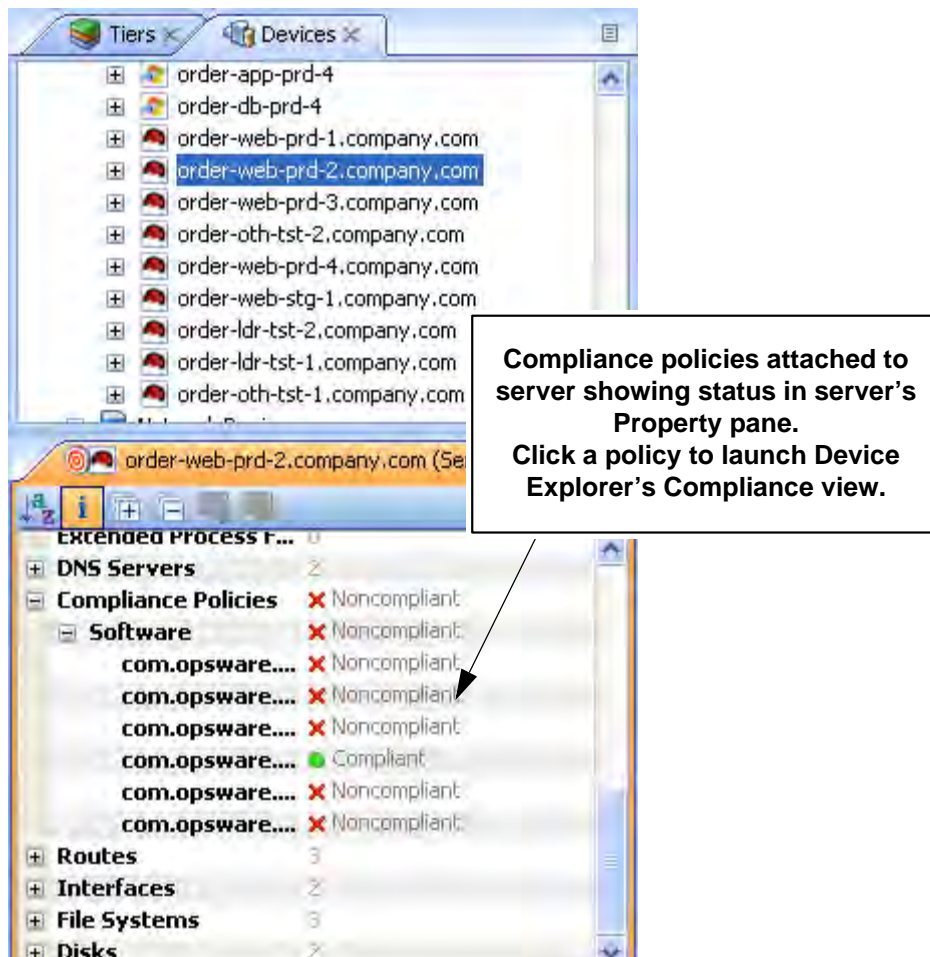 Tiers
Devices
order-app-prd-4
order-db-prd-4
order-web-prd-1.company.com
order-web-prd-2.company.com
order-web-prd-3.company.com
order-oth-tst-2.company.com
order-web-prd-4.company.com
order-web-stg-1.company.com
order-ldr-tst-2.company.com
order-ldr-tst-1.company.com
order-oth-tst-1.company.com
Compliance policies attached to
server showing status in server's
Property pane.
Click a policy to launch Device
Explorer's Compliance view.
order-web-prd-2.company.com (Se
Extended Process F... 0
DNS Servers 2
Compliance Policies Noncompliant
Software Noncompliant
com.opsware.... Noncompliant
com.opsware.... Noncompliant
com.opsware.... Noncompliant
com.opsware.... Compliant
com.opsware.... Noncompliant
com.opsware.... Noncompliant
Routes 3
Interfaces 2
File Systems 3
Disks 2